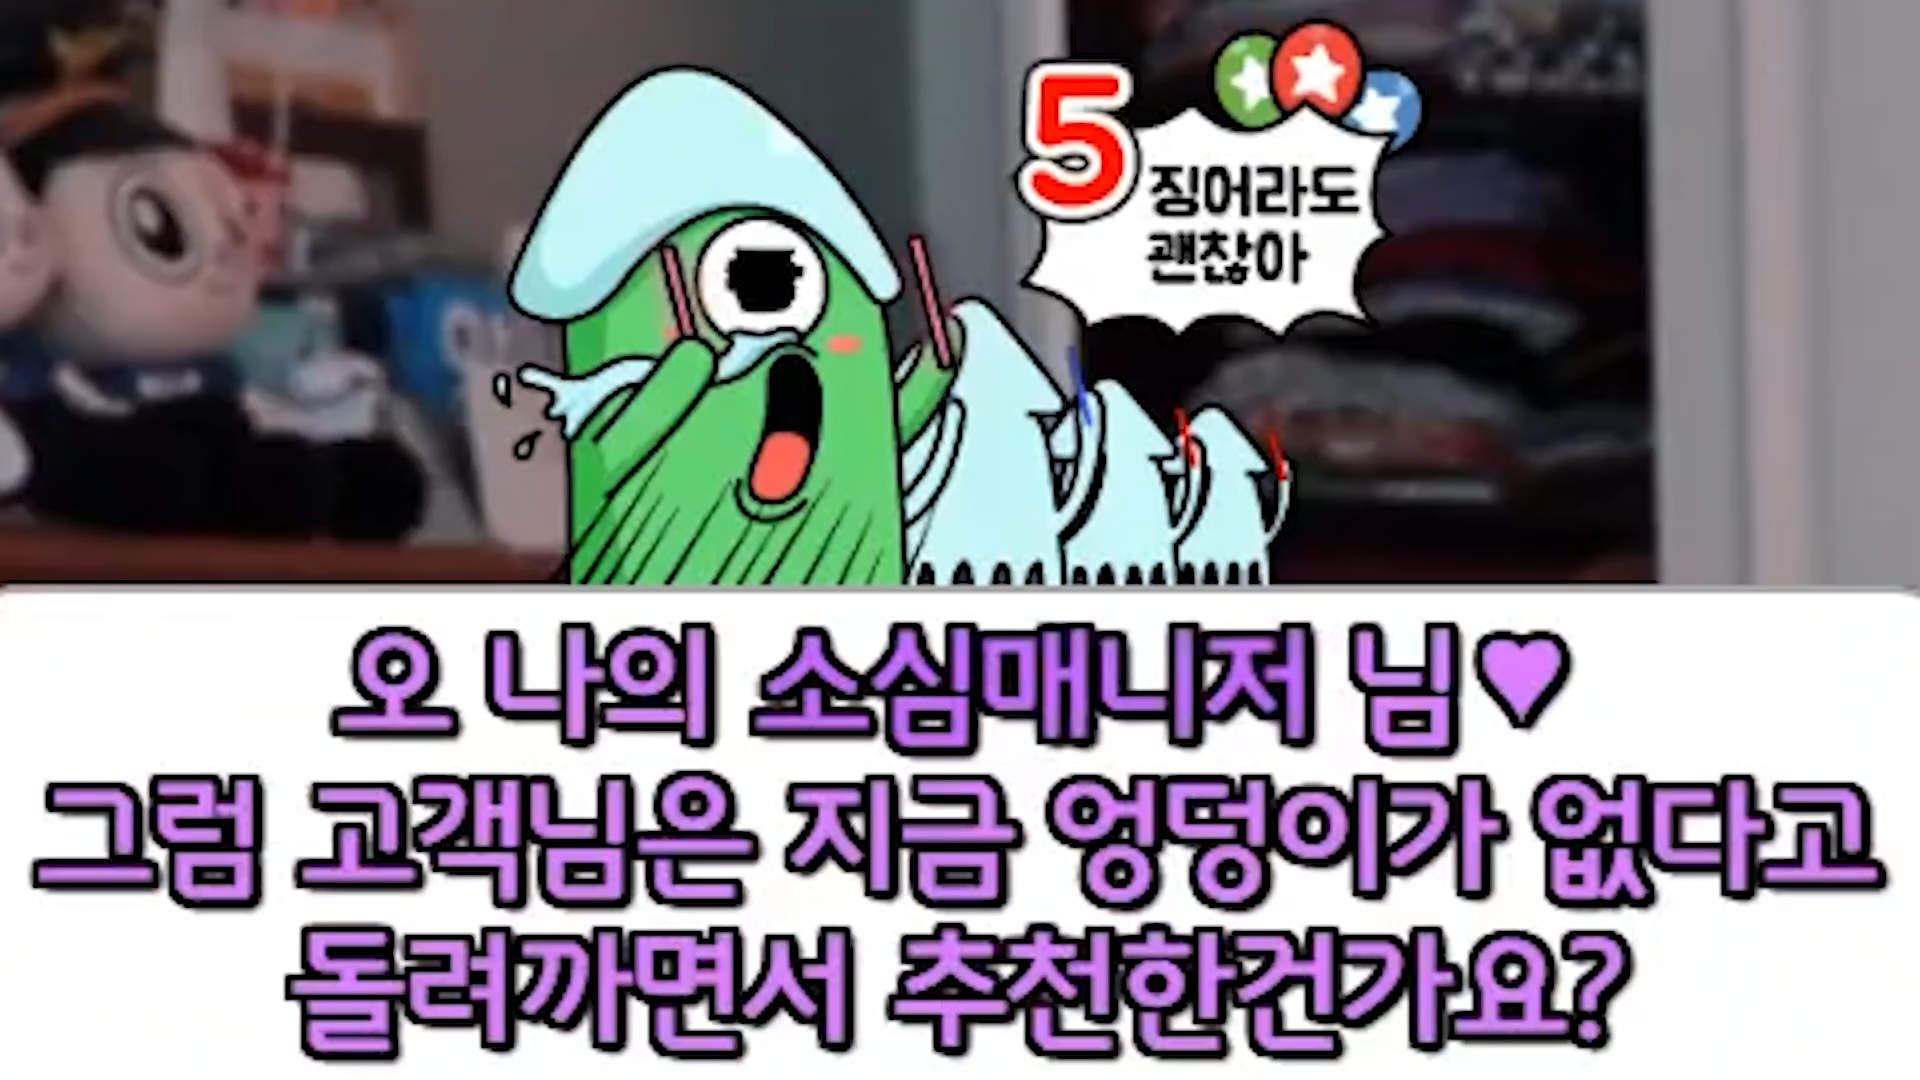 5
징어라도
괜찮아
오 나의 소심매니저 님♥
그럼 고객님은 지금 엉덩이가 없다고
돌려까면서 추천한건가요?